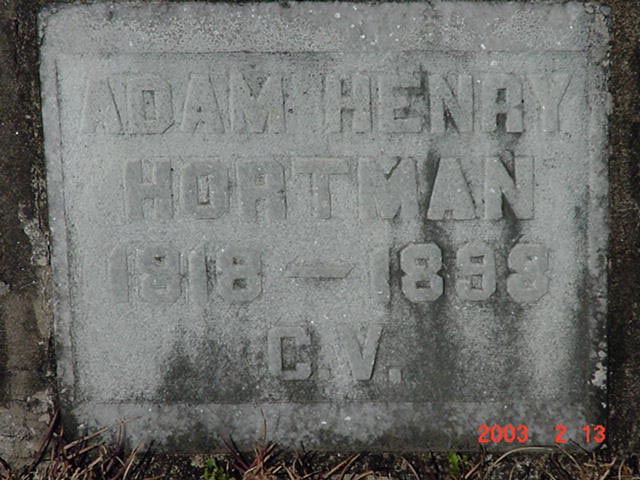 ADAM HENRY
HORTMAN
1818 — 1898
C.V.
2003 2 13